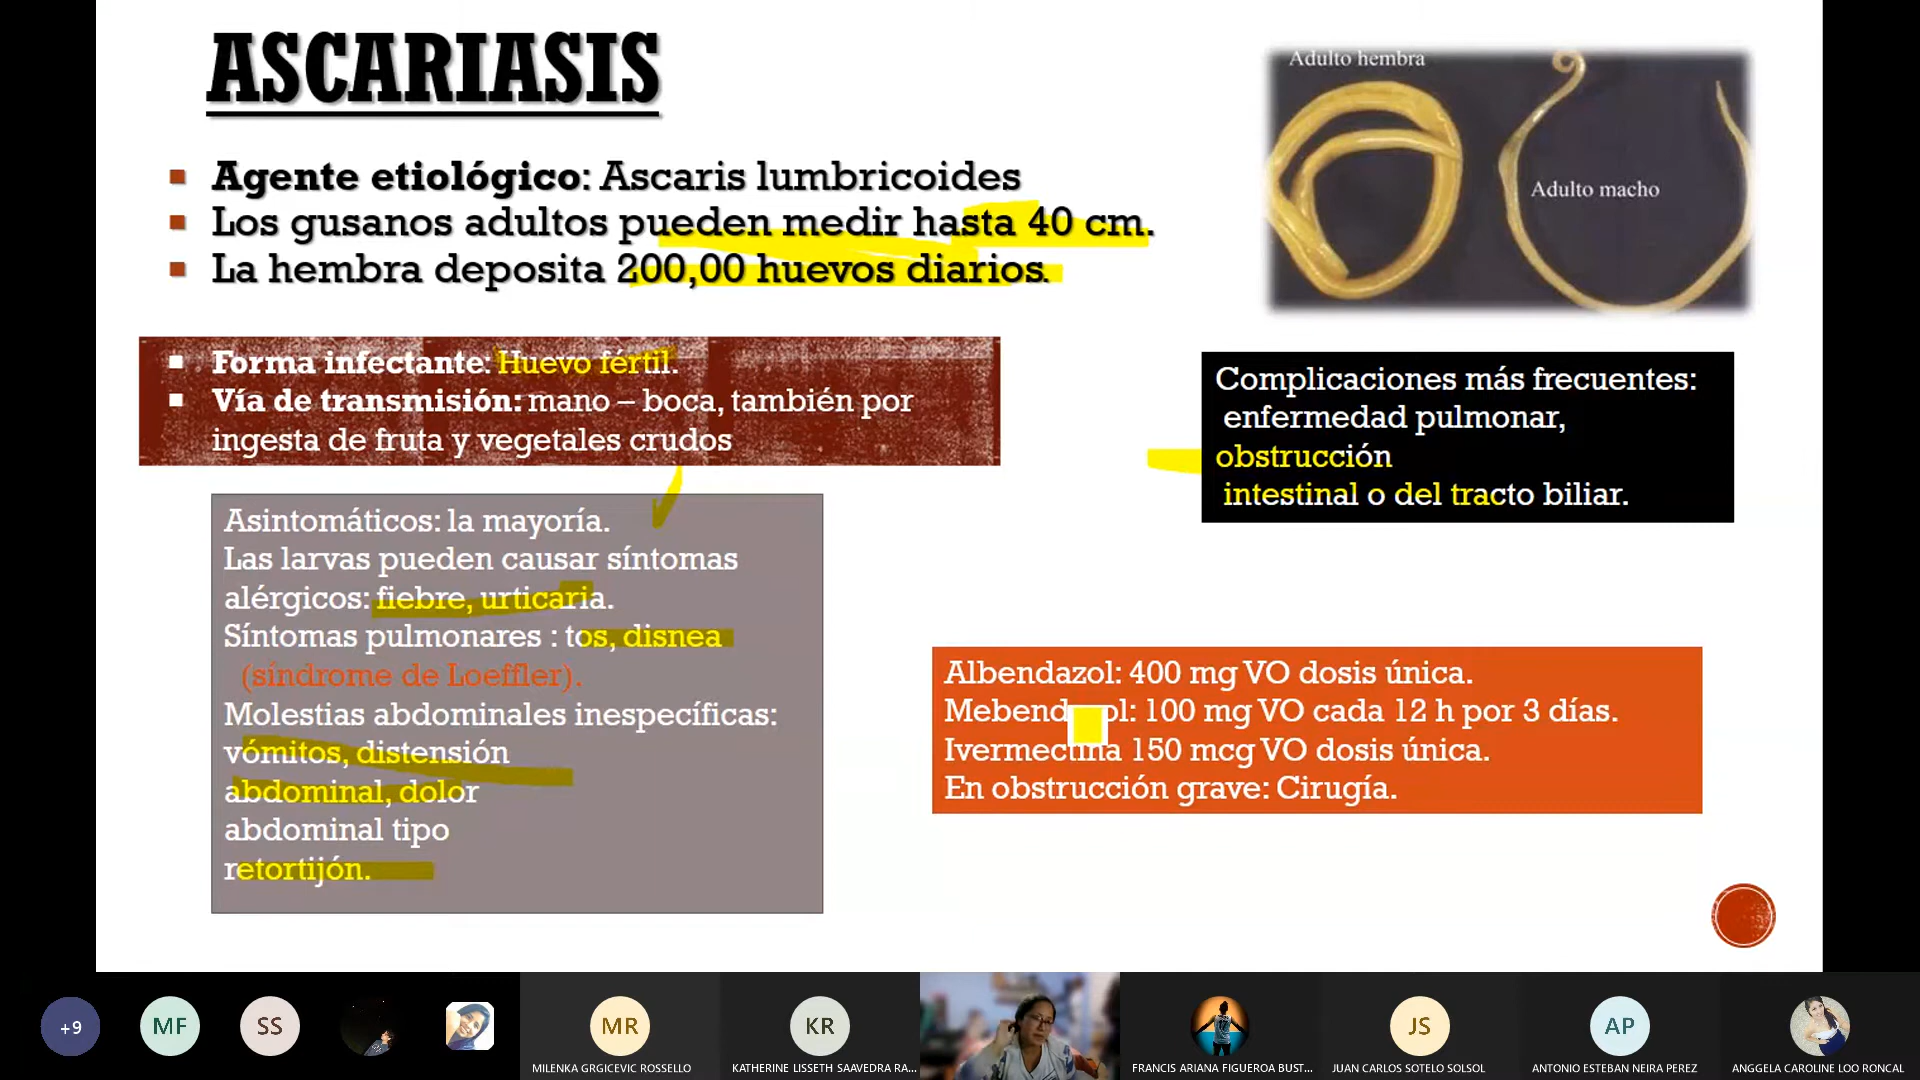 ASCARIASIS
Adulto hembra
Adulto macho
Agente etiológico: Ascaris lumbricoides
Los gusanos adultos pueden medir hasta 40 cm.
La hembra deposita 200,00 huevos diarios.
Forma infectante: Huevo fértil.
Vía de transmisión: mano – boca, también por
ingesta de fruta y vegetales crudos
Complicaciones más frecuentes:
enfermedad pulmonar,
obstrucción
intestinal o del tracto biliar.
Asintomáticos: la mayoría.
Las larvas pueden causar síntomas
alérgicos: fiebre, urticaria.
Síntomas pulmonares : tos, disnea
(síndrome de Loeffler).
Molestias abdominales inespecíficas:
vómitos, distensión
abdominal, dolor
abdominal tipo
retortijón.
Albendazol: 400 mg VO dosis única.
: 100 mg VO cada 12 h por 3 días.
Ivermectina 150 mcg VO dosis única.
En obstrucción grave: Cirugía.
+9
MF
SS
MR
KR
JS
AP
MILENKA GRGICEVIC ROSSELLO
KATHERINE LISSETH SAAVEDRA RA...
FRANCIS ARIANA FIGUEROA BUST...
JUAN CARLOS SOTELO SOLSOL
ANTONIO ESTEBAN NEIRA PEREZ
ANGGELA CAROLINE LOO RONCAL